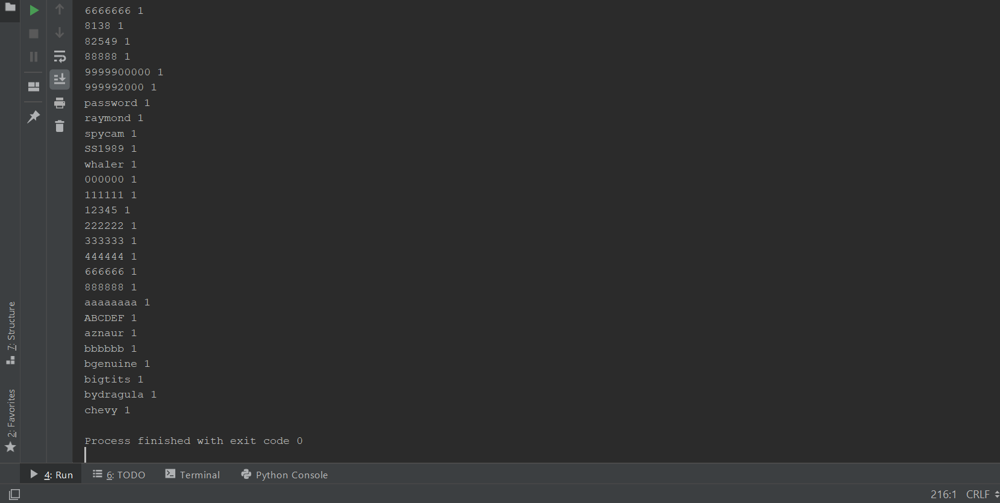 6666666 1
8138 1
82549 1
88888 1
9999900000 1
999992000 1
password 1
raymond 1
spycam 1
SS1989 1
whaler 1
000000 1
111111 1
12345 1
222222 1
333333 1
444444 1
666666 1
888888 1
aaaaaaaa 1
ABCDEF 1
aznaur 1
bbbbbb 1
bgenuine 1
bigtits 1
bydragula 1
chevy 1
Process finished with exit code 0
7: Structure
2: Favorites
4: Run 6: TODO Terminal Python Console
216:1 CRLF